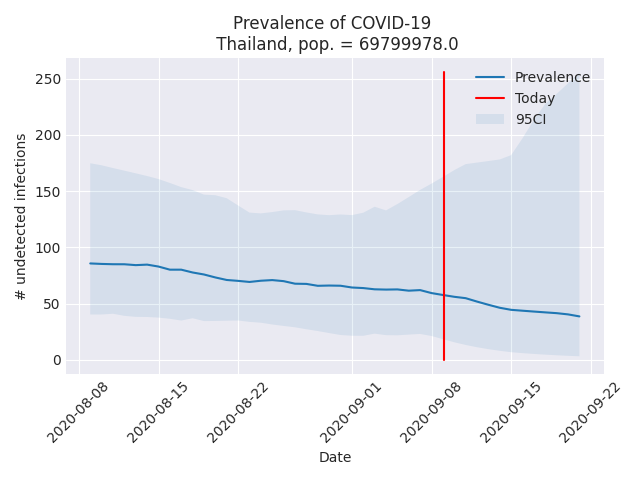 Prevalence of COVID-19
Thailand, pop. = 69799978.0
250
200
150
100
50
0
# undetected infections
Prevalence
Today
95CI
2020-08-08
2020-08-15
2020-08-22
2020-09-01
2020-09-08
2020-09-15
2020-09-22
Date